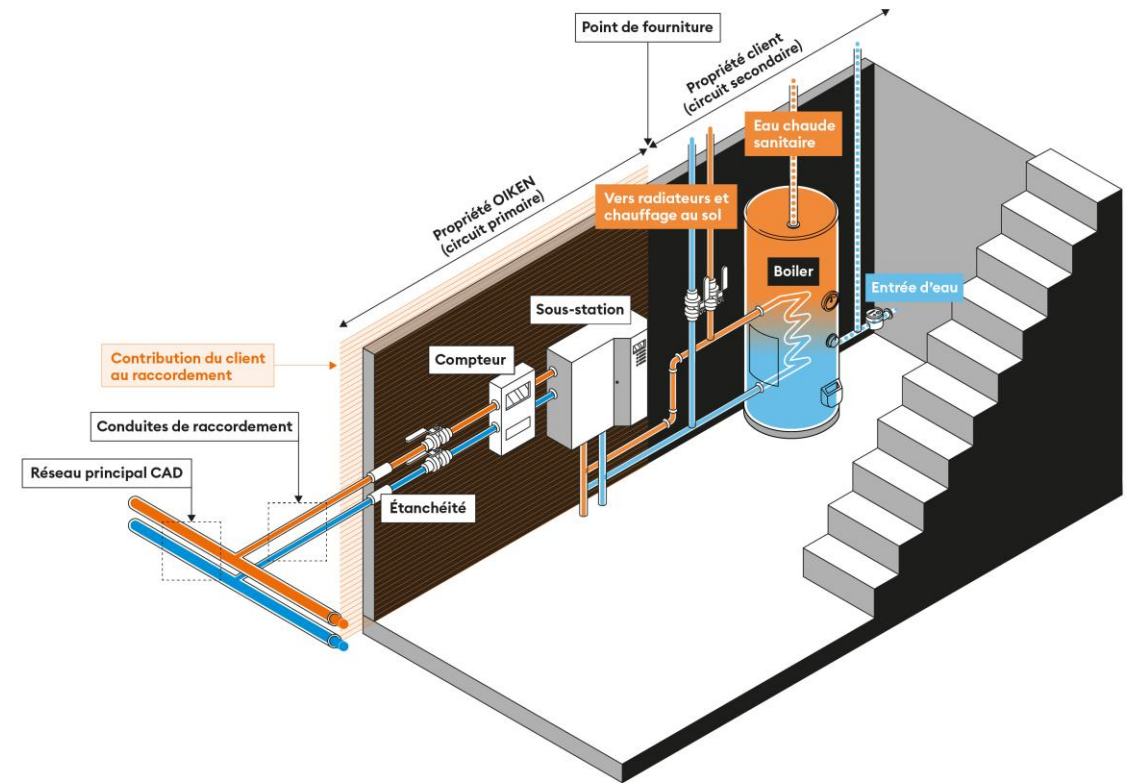 Point de fourniture
Propriété client
(circuit secondaire)
Eau chaude
sanitaire
Propriété OIKEN
(circuit primaire)
Vers radiateurs et
chauffage au sol
Boiler
Entrée d’eau
Sous-station
Compteur
Contribution du client
au raccordement
Conduites de raccordement
Réseau principal CAD
Étanchéité